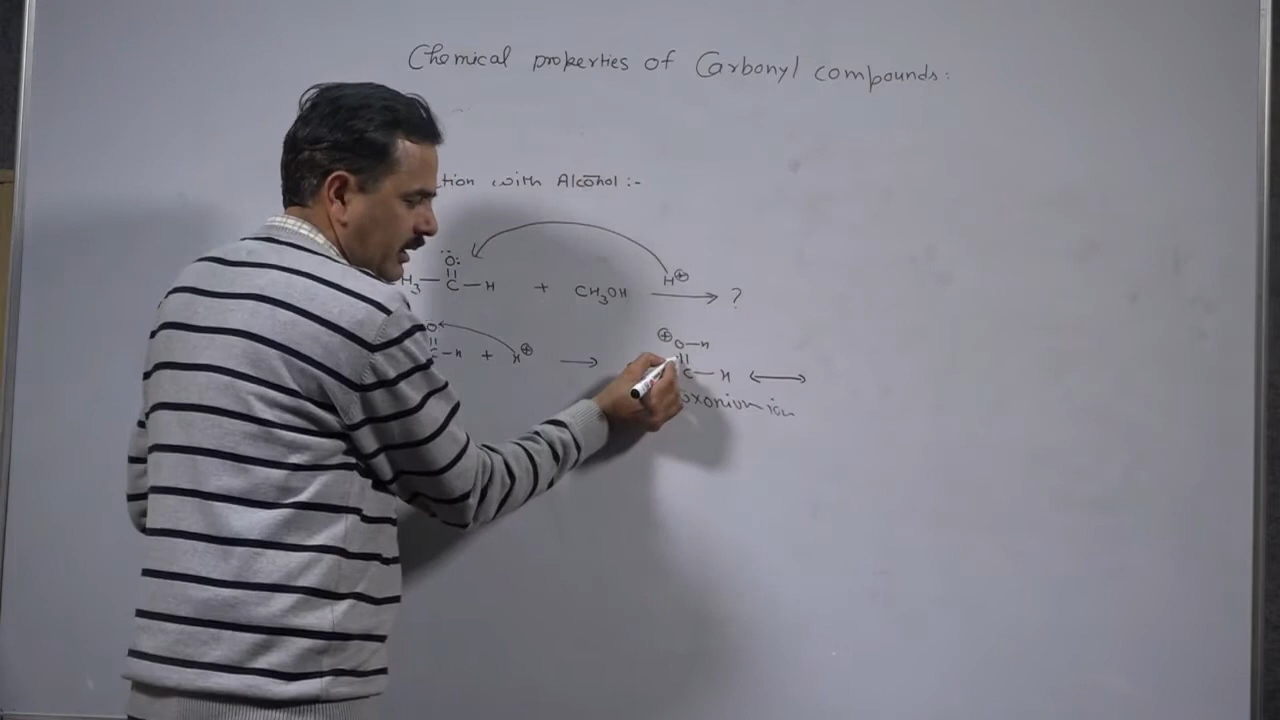 Chemical properties of Carbonyl compounds:
tion with Alcohol :-
H
Ö: ⊕
H₃—C—H + CH₃OH ⟶ ?
O ⊕ O—H
C—H + H⊕ ⟶ C—H ⟷
oxonium ion